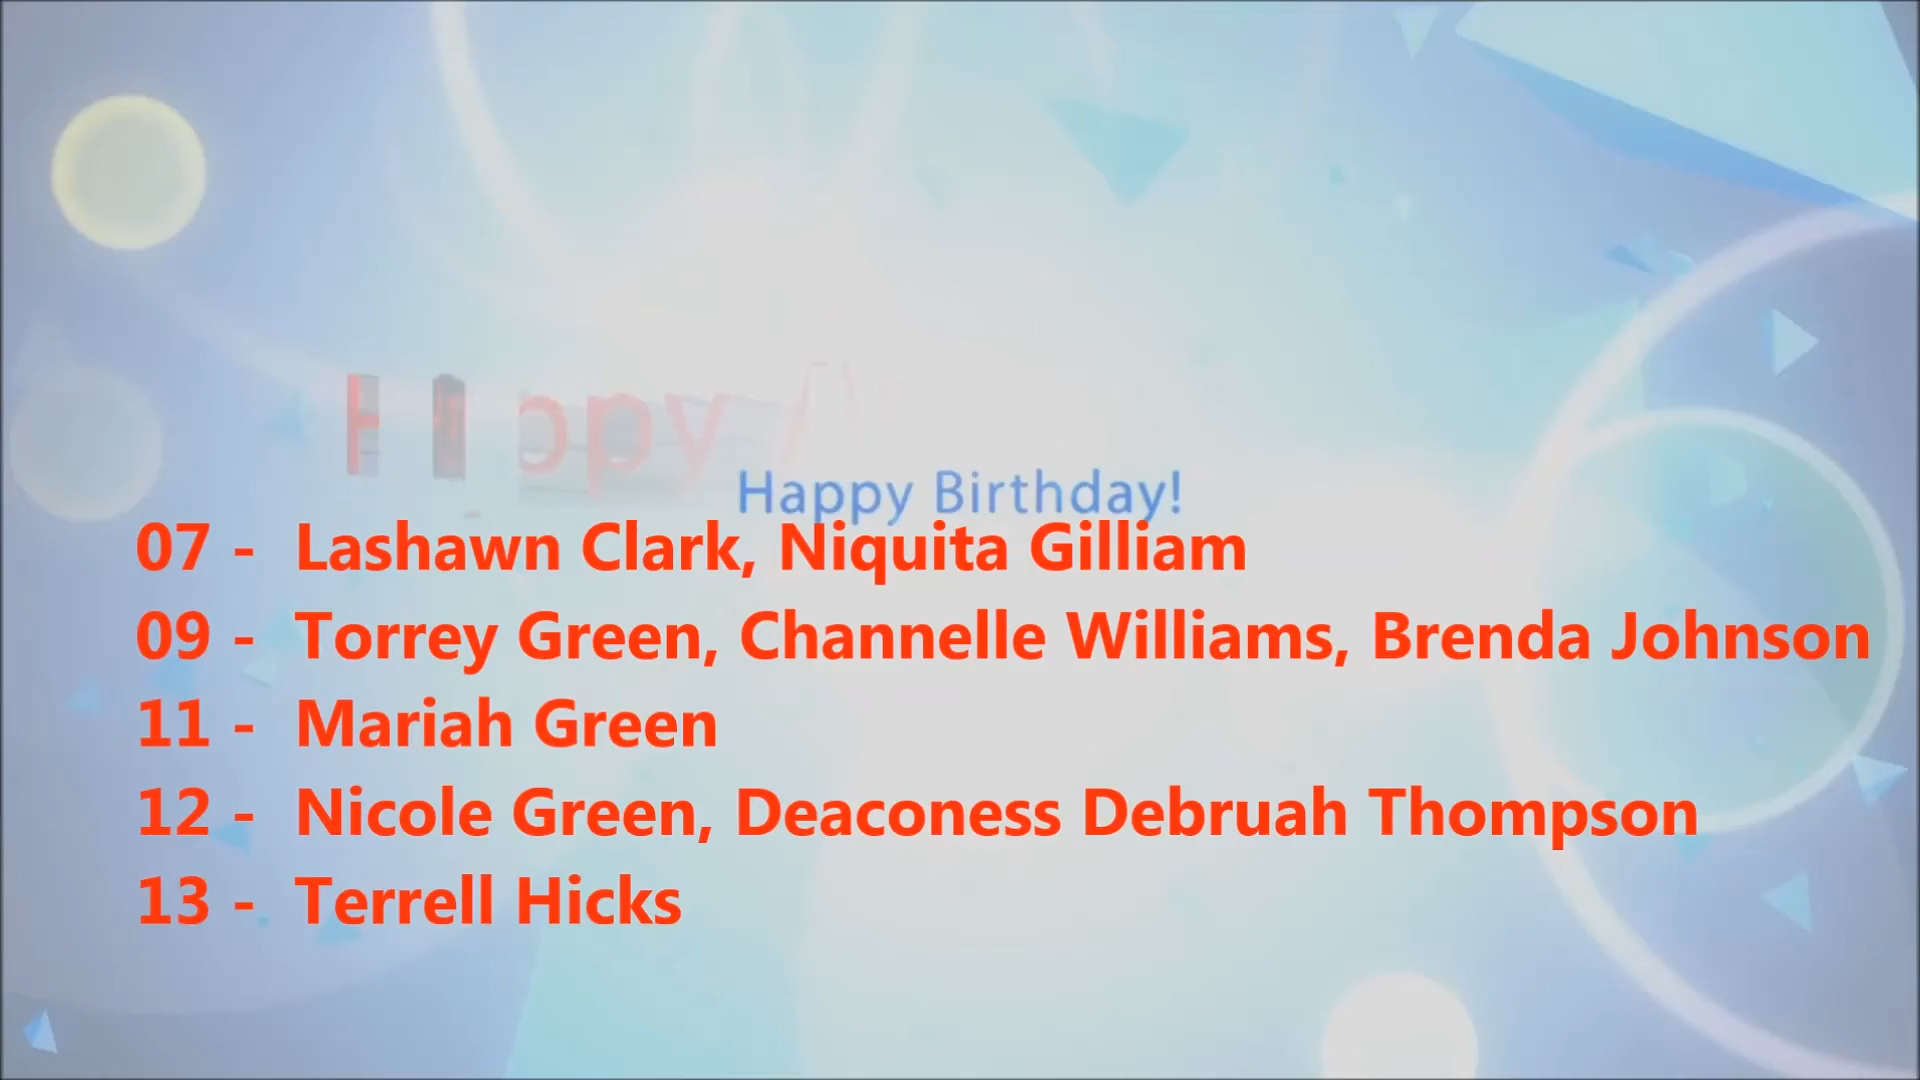 Happy
Happy Birthday!
07 - Lashawn Clark, Niquita Gilliam
09 - Torrey Green, Channelle Williams, Brenda Johnson
11 - Mariah Green
12 - Nicole Green, Deaconess Debruah Thompson
13 - Terrell Hicks